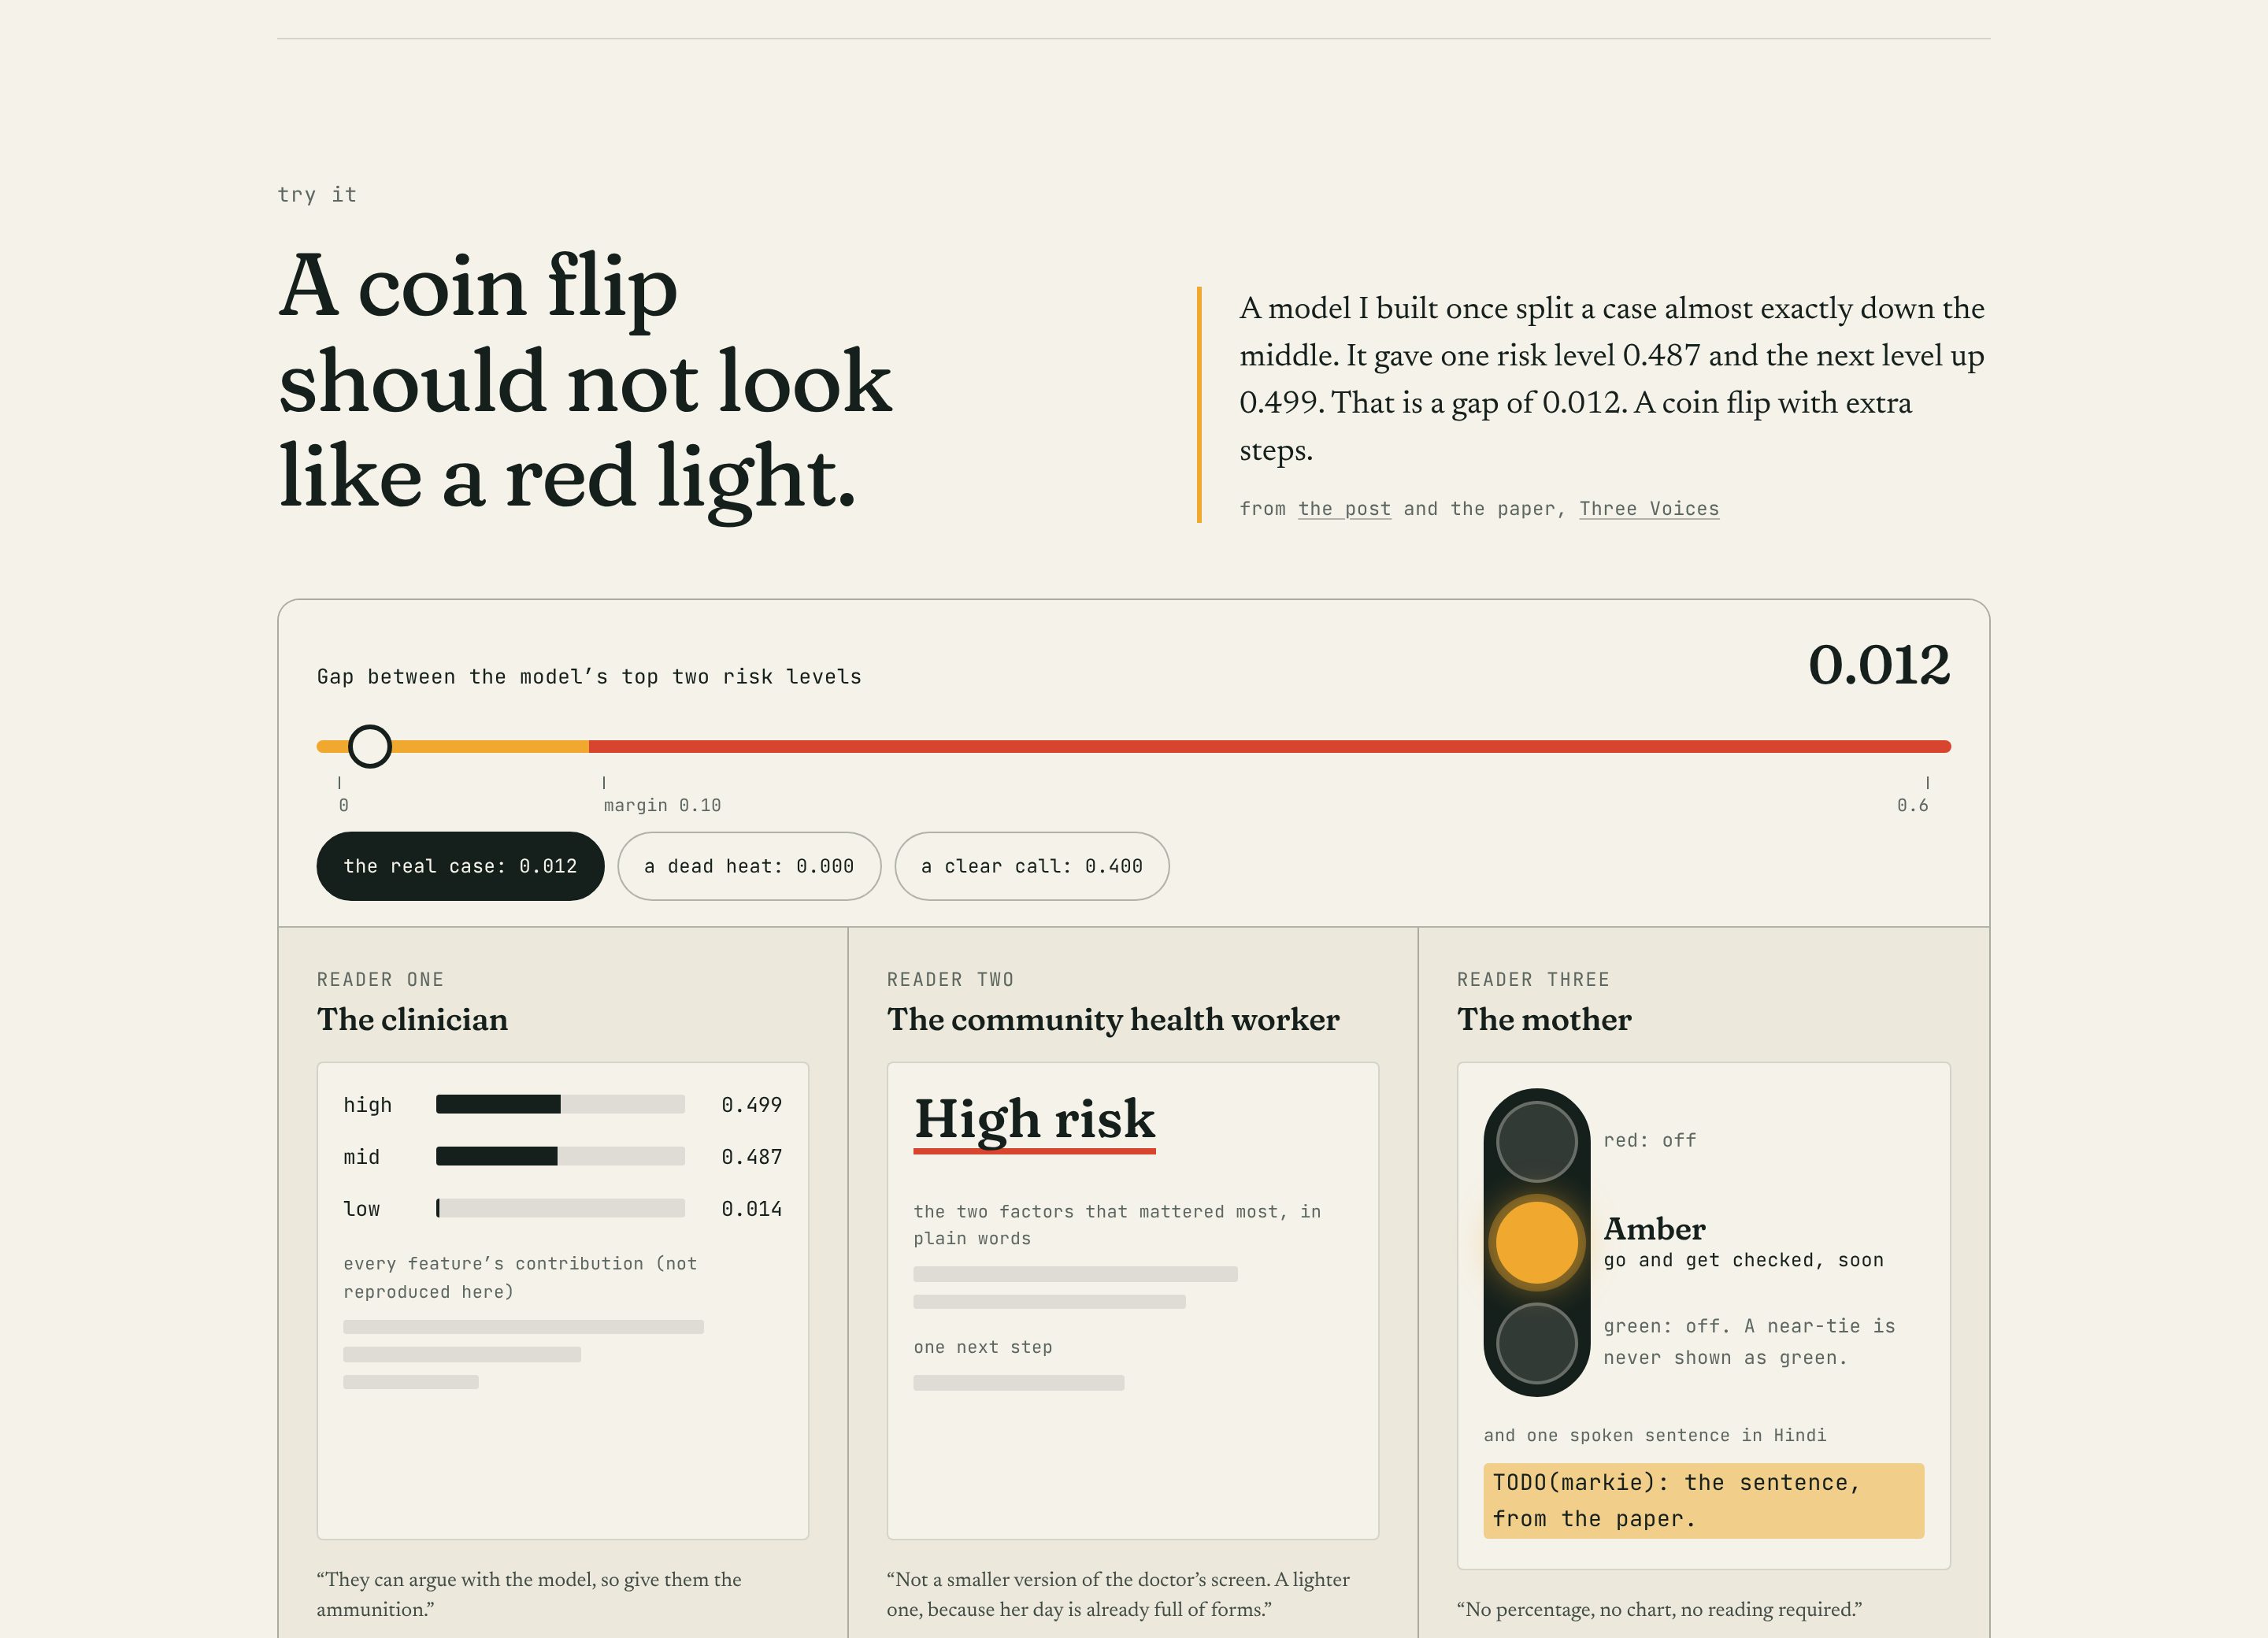 try it
A coin flip
should not look
like a red light.
A model I built once split a case almost exactly down the
middle. It gave one risk level 0.487 and the next level up
0.499. That is a gap of 0.012. A coin flip with extra
steps.
from the post and the paper, Three Voices
Gap between the model’s top two risk levels
0.012
0
margin 0.10
0.6
the real case: 0.012
a dead heat: 0.000
a clear call: 0.400
READER ONE
The clinician
high 0.499
mid 0.487
low 0.014
every feature’s contribution (not
reproduced here)
“They can argue with the model, so give them the
ammunition.”
READER TWO
The community health worker
High risk
the two factors that mattered most, in
plain words
one next step
“Not a smaller version of the doctor’s screen. A lighter
one, because her day is already full of forms.”
READER THREE
The mother
red: off
Amber
go and get checked, soon
green: off. A near-tie is
never shown as green.
and one spoken sentence in Hindi
TODO(markie): the sentence,
from the paper.
“No percentage, no chart, no reading required.”